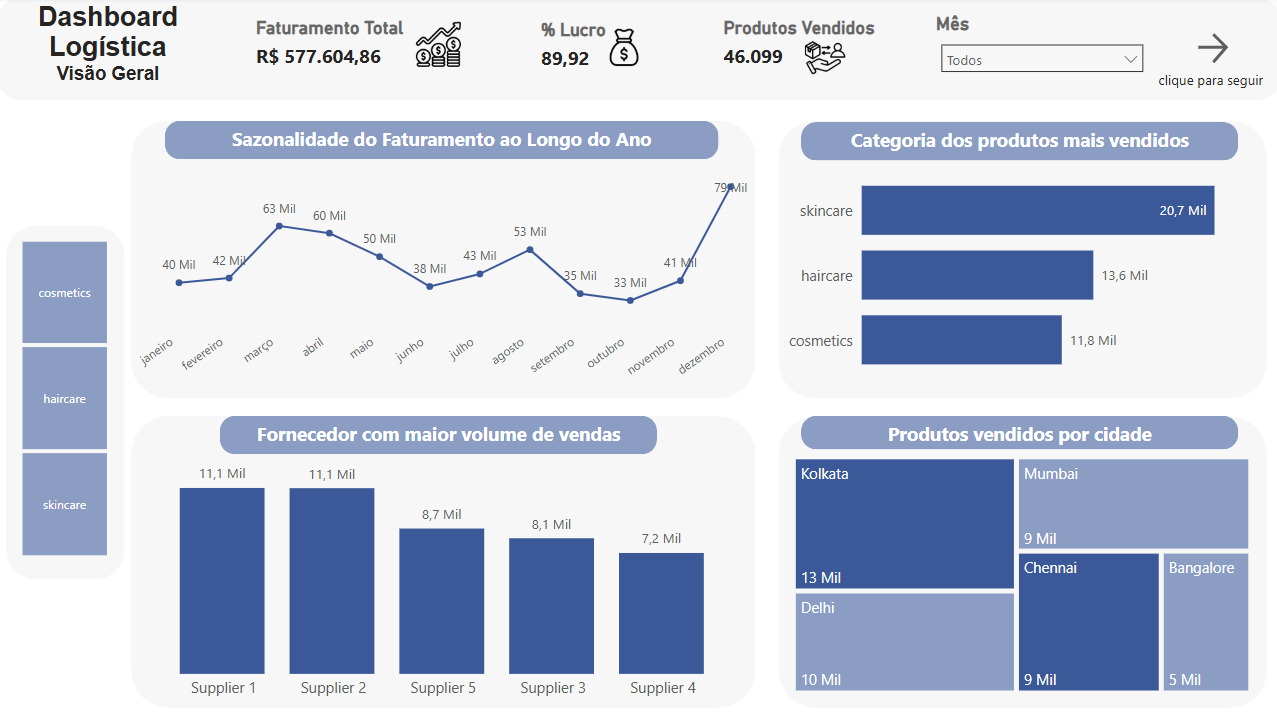 Dashboard
Logística
Visão Geral
Faturamento Total
R$ 577.604,86
% Lucro
89,92
Produtos Vendidos
46.099
Mês
Todos
clique para seguir
cosmetics
haircare
skincare
Sazonalidade do Faturamento ao Longo do Ano
40 Mil
42 Mil
63 Mil
60 Mil
50 Mil
38 Mil
43 Mil
53 Mil
35 Mil
33 Mil
41 Mil
79 Mil
janeiro
fevereiro
março
abril
maio
junho
julho
agosto
setembro
outubro
novembro
dezembro
Categoria dos produtos mais vendidos
skincare
20,7 Mil
haircare
13,6 Mil
cosmetics
11,8 Mil
Fornecedor com maior volume de vendas
11,1 Mil
11,1 Mil
8,7 Mil
8,1 Mil
7,2 Mil
Supplier 1
Supplier 2
Supplier 5
Supplier 3
Supplier 4
Produtos vendidos por cidade
Kolkata
13 Mil
Delhi
10 Mil
Mumbai
9 Mil
Chennai
9 Mil
Bangalore
5 Mil